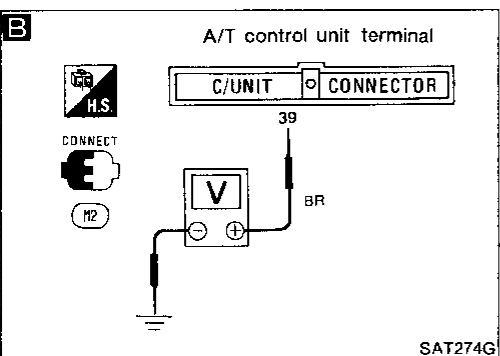 B
A/T control unit terminal
C/UNIT CONNECTOR
H.S.
39
CONNECT
V
BR
M2
SAT274G